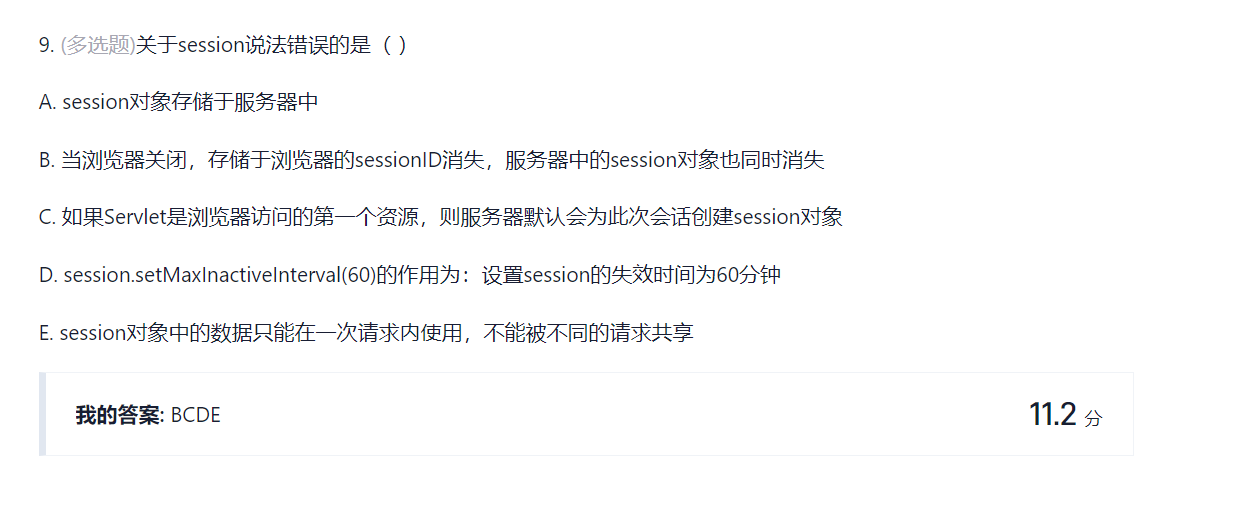 9. (多选题)关于session说法错误的是（ ）
A. session对象存储于服务器中
B. 当浏览器关闭，存储于浏览器的sessionID消失，服务器中的session对象也同时消失
C. 如果Servlet是浏览器访问的第一个资源，则服务器默认会为此次会话创建session对象
D. session.setMaxInactiveInterval(60)的作用为：设置session的失效时间为60分钟
E. session对象中的数据只能在一次请求内使用，不能被不同的请求共享
我的答案: BCDE 11.2 分